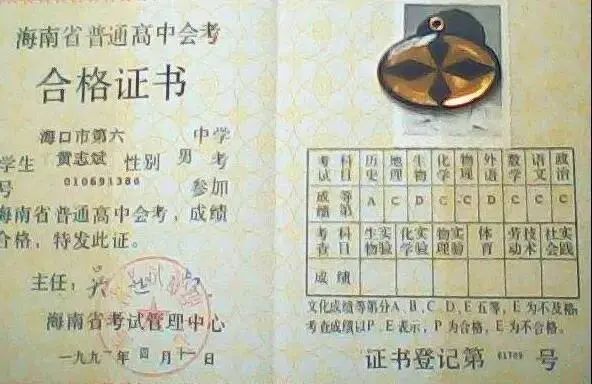 海南省普通高中会考
合格证书
海口市第六 中学
学生 黄志斌 性别 男 考
号 010691380 参加
海南省普通高中会考，成绩
合格，特发此证。
主任：吴
海南省考试管理中心
一九九 年 四 月十一日
考试 科目 历史 地理 生物 化学 物理 外语 数学 语文 政治
成绩 等第 A C D C C D C C C
考查 科目 生物实验 化学实验 物理实验 体育 劳动技术 社会实践
成绩
文化成绩等第分A、B、C、D、E五等，E为不及格；
考查成绩以P、E表示，P为合格，E为不合格。
证书登记第 01789 号